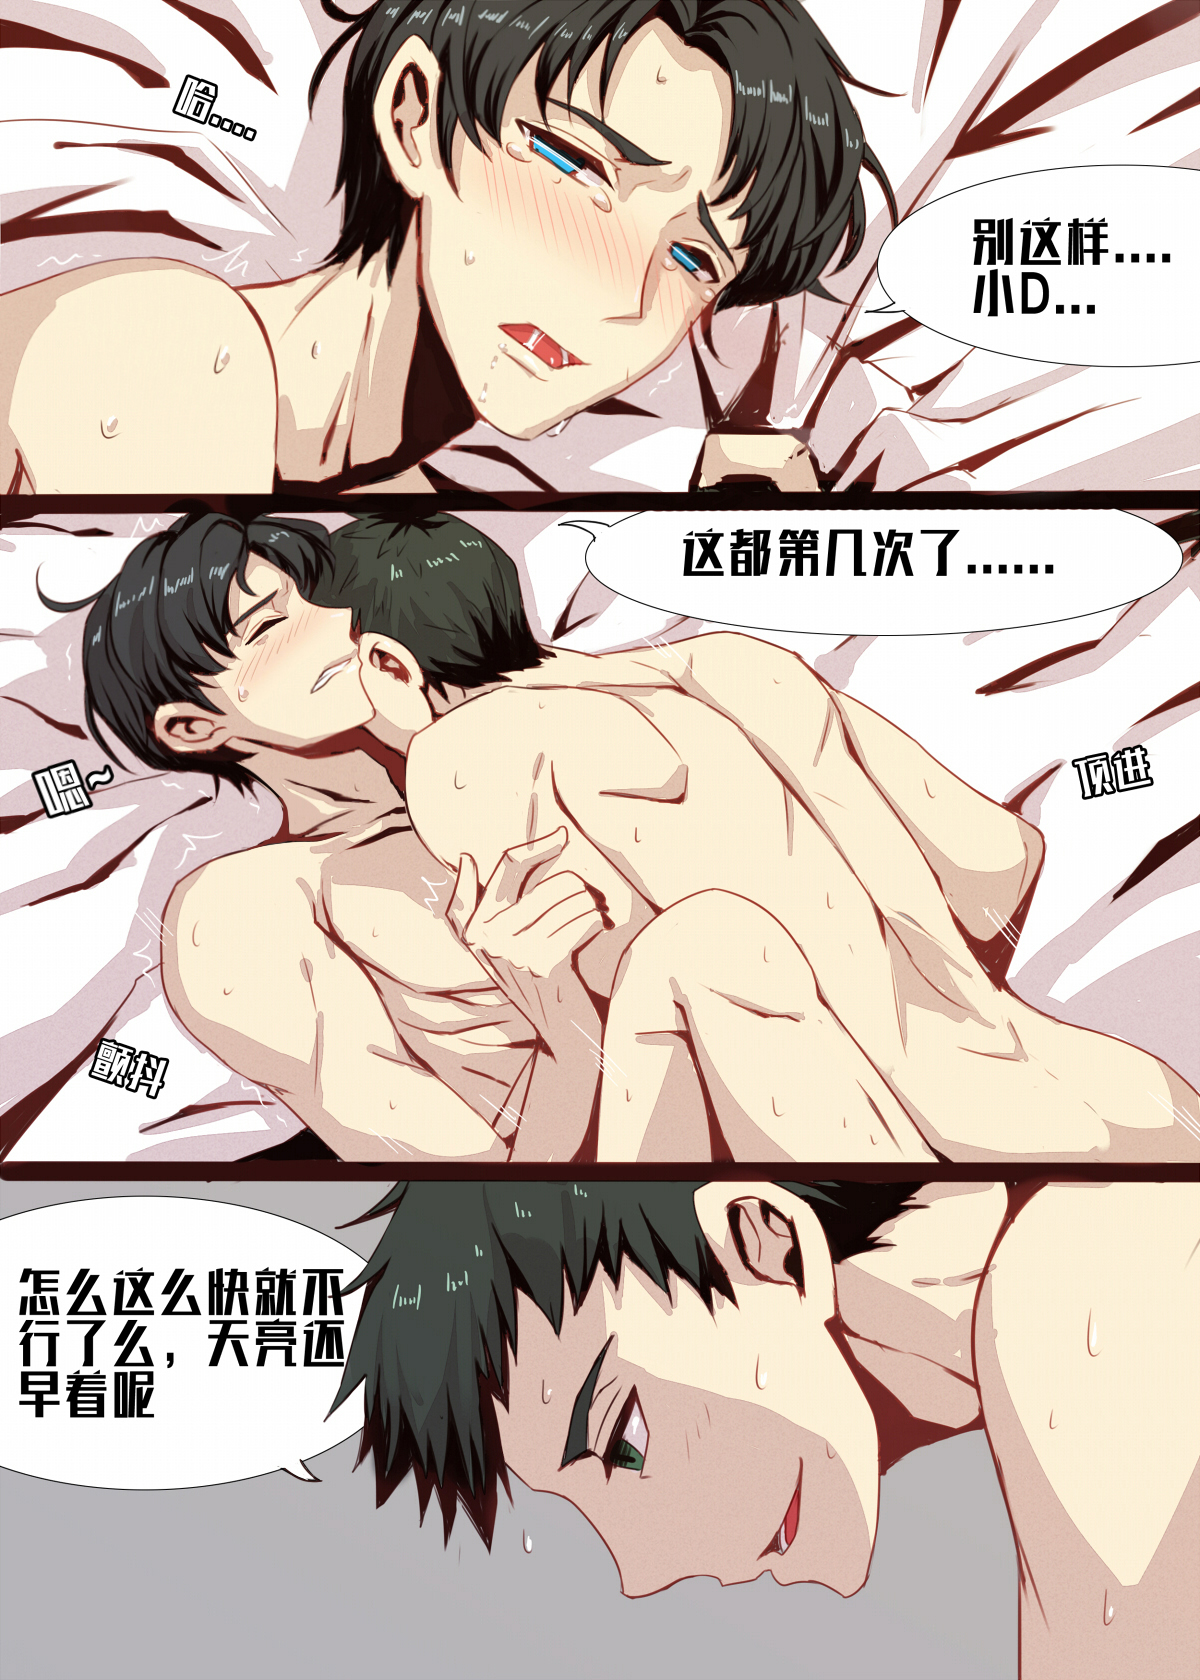 哈....
别这样....
小D...
这都第几次了......
嗯~
顶进
颤抖
怎么这么快就不
行了么，天亮还
早着呢